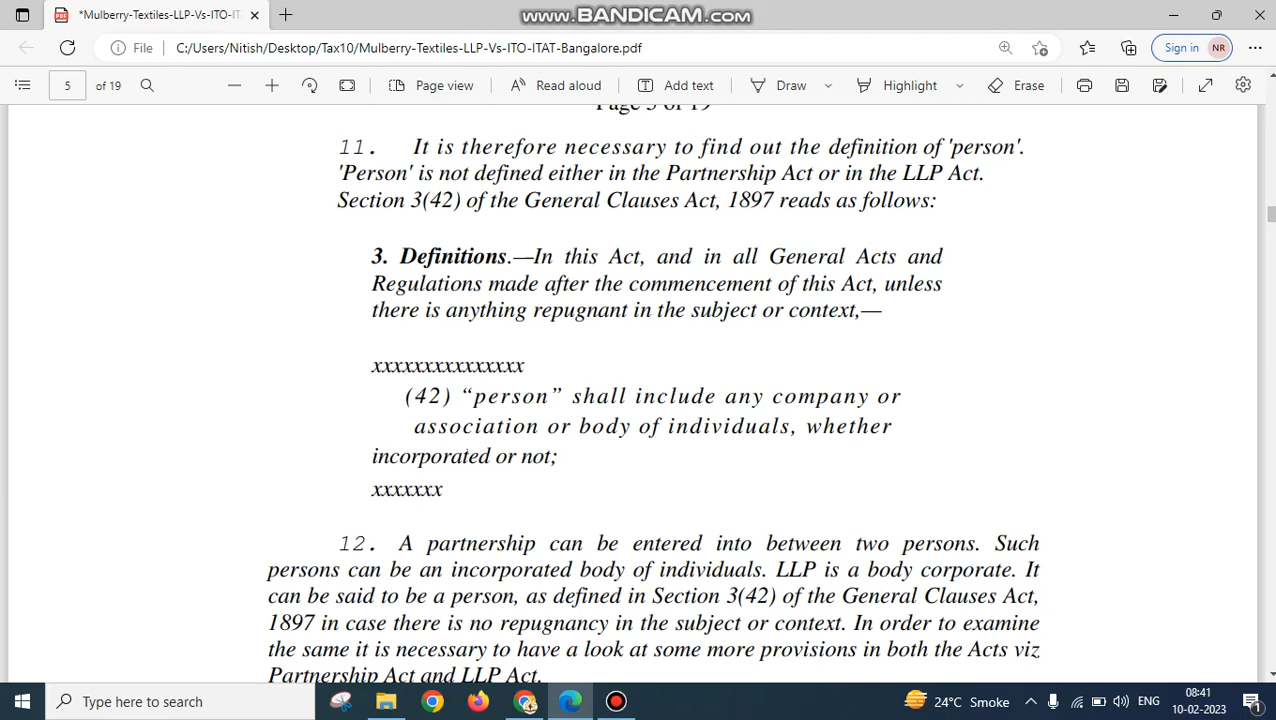 www.BANDICAM.com
*Mulberry-Textiles-LLP-Vs-ITO-IT
File
C:/Users/Nitish/Desktop/Tax10/Mulberry-Textiles-LLP-Vs-ITO-ITAT-Bangalore.pdf
Sign in NR
5 of 19
Page view
Read aloud
Add text
Draw
Highlight
Erase
Page 5 of 19
11. It is therefore necessary to find out the definition of 'person'.
'Person' is not defined either in the Partnership Act or in the LLP Act.
Section 3(42) of the General Clauses Act, 1897 reads as follows:
3. Definitions.—In this Act, and in all General Acts and
Regulations made after the commencement of this Act, unless
there is anything repugnant in the subject or context,—
xxxxxxxxxxxxxxx
(42) “person” shall include any company or
association or body of individuals, whether
incorporated or not;
xxxxxxx
12. A partnership can be entered into between two persons. Such
persons can be an incorporated body of individuals. LLP is a body corporate. It
can be said to be a person, as defined in Section 3(42) of the General Clauses Act,
1897 in case there is no repugnancy in the subject or context. In order to examine
the same it is necessary to have a look at some more provisions in both the Acts viz
Partnership Act and LLP Act.
Type here to search
24°C Smoke
ENG
08:41
10-02-2023
1